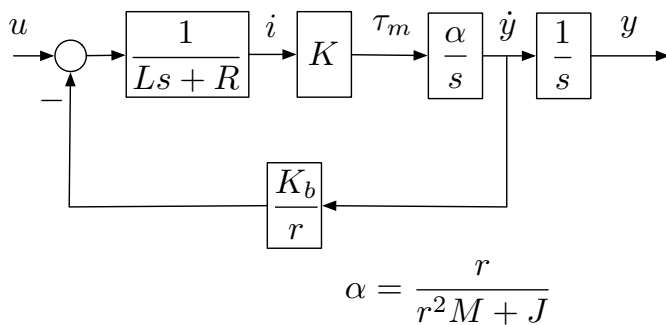 u
−
1/(Ls + R)
i
K
τ_m
α/s
ẏ
1/s
y
K_b/r
α = r/(r²M + J)